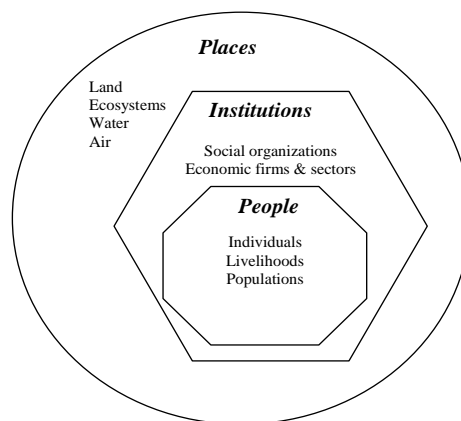 Places
Land
Ecosystems
Water
Air
Institutions
Social organizations
Economic firms & sectors
People
Individuals
Livelihoods
Populations